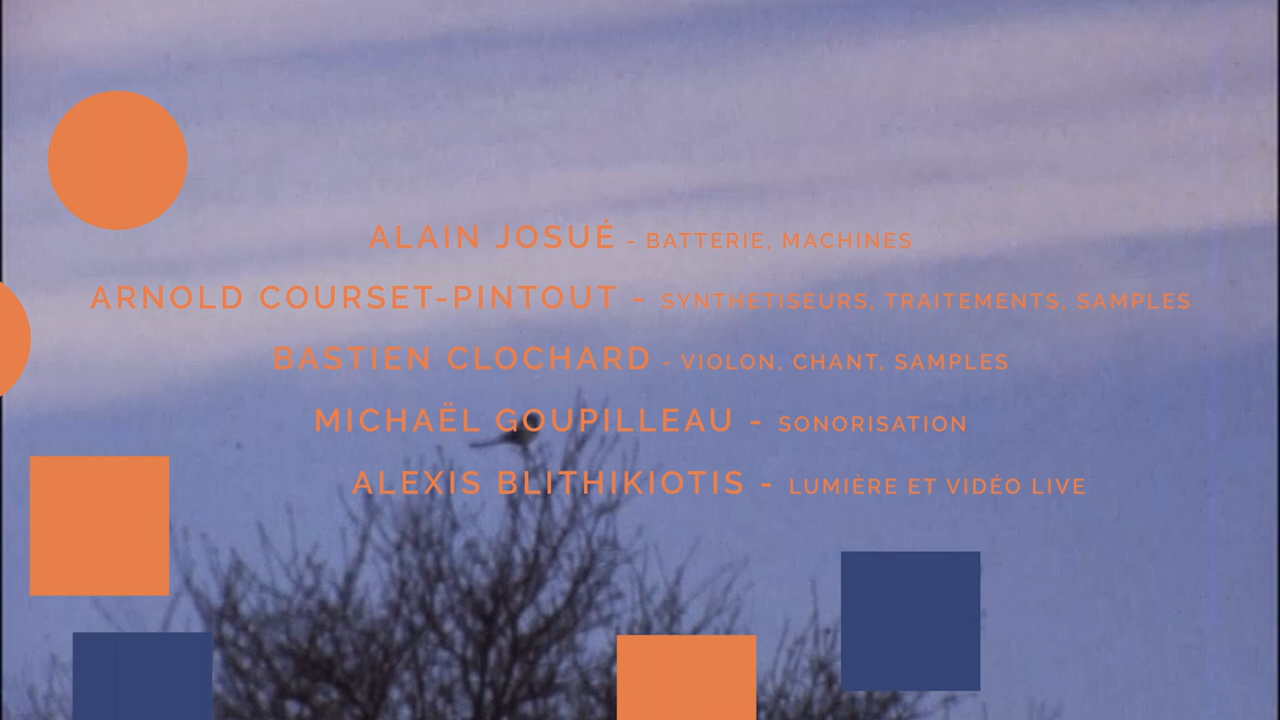 ALAIN JOSUÉ - BATTERIE, MACHINES
ARNOLD COURSET-PINTOUT - SYNTHETISEURS, TRAITEMENTS, SAMPLES
BASTIEN CLOCHARD - VIOLON, CHANT, SAMPLES
MICHAËL GOUPILLEAU - SONORISATION
ALEXIS BLITHIKIOTIS - LUMIÈRE ET VIDÉO LIVE